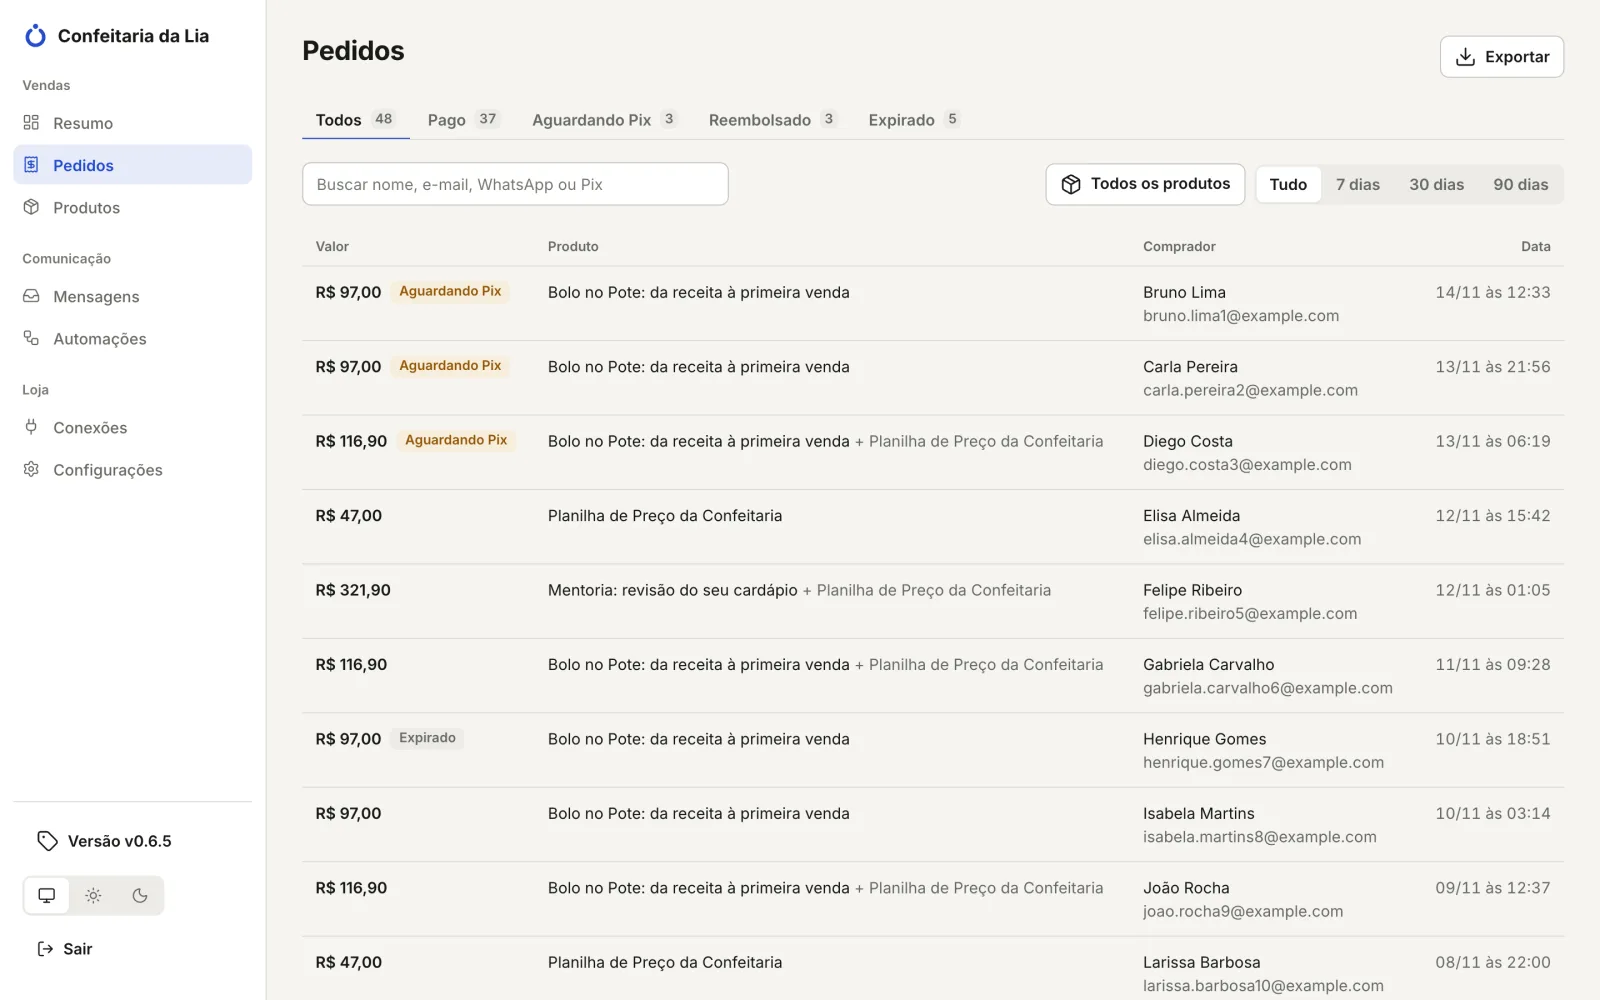 Confeitaria da Lia
Vendas
Resumo
Pedidos
Produtos
Comunicação
Mensagens
Automações
Loja
Conexões
Configurações
Versão v0.6.5
Sair
Pedidos
Exportar
Todos 48 Pago 37 Aguardando Pix 3 Reembolsado 3 Expirado 5
Buscar nome, e-mail, WhatsApp ou Pix
Todos os produtos
Tudo 7 dias 30 dias 90 dias
Valor Produto Comprador Data
R$ 97,00 Aguardando Pix Bolo no Pote: da receita à primeira venda Bruno Lima 14/11 às 12:33
bruno.lima1@example.com
R$ 97,00 Aguardando Pix Bolo no Pote: da receita à primeira venda Carla Pereira 13/11 às 21:56
carla.pereira2@example.com
R$ 116,90 Aguardando Pix Bolo no Pote: da receita à primeira venda + Planilha de Preço da Confeitaria Diego Costa 13/11 às 06:19
diego.costa3@example.com
R$ 47,00 Planilha de Preço da Confeitaria Elisa Almeida 12/11 às 15:42
elisa.almeida4@example.com
R$ 321,90 Mentoria: revisão do seu cardápio + Planilha de Preço da Confeitaria Felipe Ribeiro 12/11 às 01:05
felipe.ribeiro5@example.com
R$ 116,90 Bolo no Pote: da receita à primeira venda + Planilha de Preço da Confeitaria Gabriela Carvalho 11/11 às 09:28
gabriela.carvalho6@example.com
R$ 97,00 Expirado Bolo no Pote: da receita à primeira venda Henrique Gomes 10/11 às 18:51
henrique.gomes7@example.com
R$ 97,00 Bolo no Pote: da receita à primeira venda Isabela Martins 10/11 às 03:14
isabela.martins8@example.com
R$ 116,90 Bolo no Pote: da receita à primeira venda + Planilha de Preço da Confeitaria João Rocha 09/11 às 12:37
joao.rocha9@example.com
R$ 47,00 Planilha de Preço da Confeitaria Larissa Barbosa 08/11 às 22:00
larissa.barbosa10@example.com